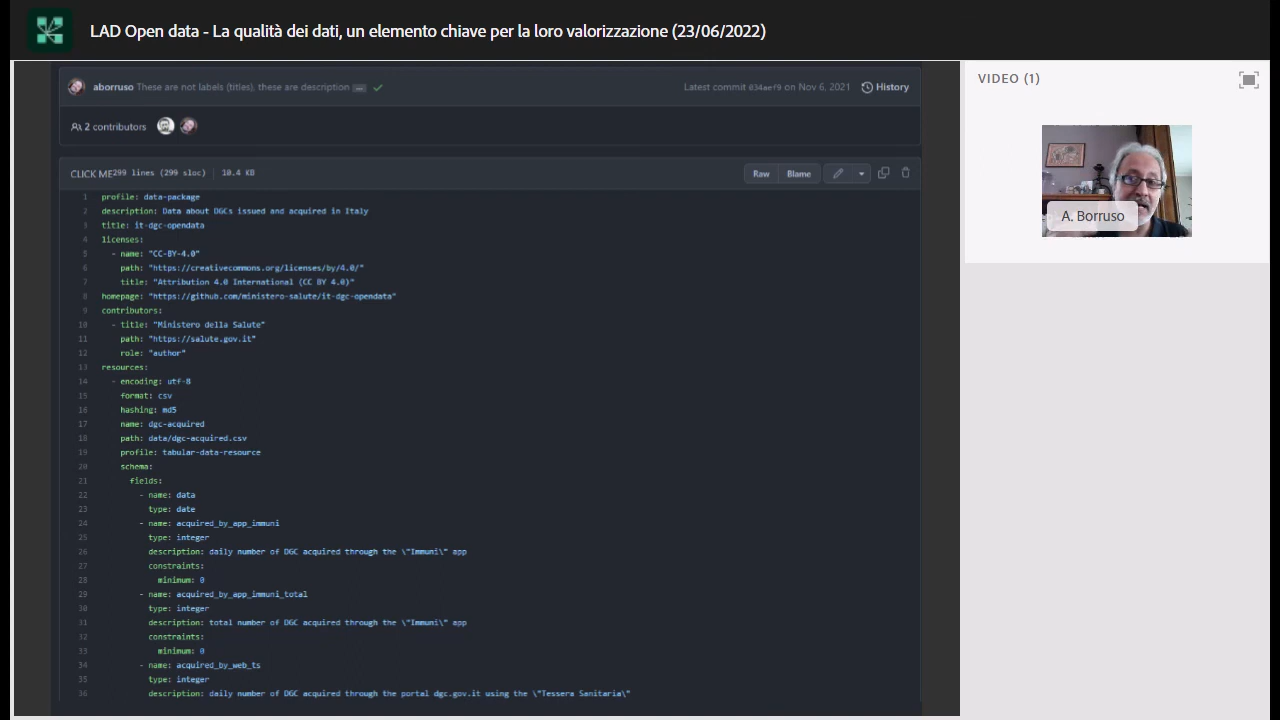 LAD Open data - La qualità dei dati, un elemento chiave per la loro valorizzazione (23/06/2022)
VIDEO (1)
A. Borruso
aborruso These are not labels (titles), these are description ... Latest commit 034aef9 on Nov 6, 2021 History
2 contributors
CLICK ME299 lines (299 sloc) 10.4 KB Raw Blame
1 profile: data-package
2 description: Data about DGCs issued and acquired in Italy
3 title: it-dgc-opendata
4 licenses:
5 - name: "CC-BY-4.0"
6 path: "https://creativecommons.org/licenses/by/4.0/"
7 title: "Attribution 4.0 International (CC BY 4.0)"
8 homepage: "https://github.com/ministero-salute/it-dgc-opendata"
9 contributors:
10 - title: "Ministero della Salute"
11 path: "https://salute.gov.it"
12 role: "author"
13 resources:
14 - encoding: utf-8
15 format: csv
16 hashing: md5
17 name: dgc-acquired
18 path: data/dgc-acquired.csv
19 profile: tabular-data-resource
20 schema:
21 fields:
22 - name: data
23 type: date
24 - name: acquired_by_app_immuni
25 type: integer
26 description: daily number of DGC acquired through the \"Immuni\" app
27 constraints:
28 minimum: 0
29 - name: acquired_by_app_immuni_total
30 type: integer
31 description: total number of DGC acquired through the \"Immuni\" app
32 constraints:
33 minimum: 0
34 - name: acquired_by_web_ts
35 type: integer
36 description: daily number of DGC acquired through the portal dgc.gov.it using the \"Tessera Sanitaria\"